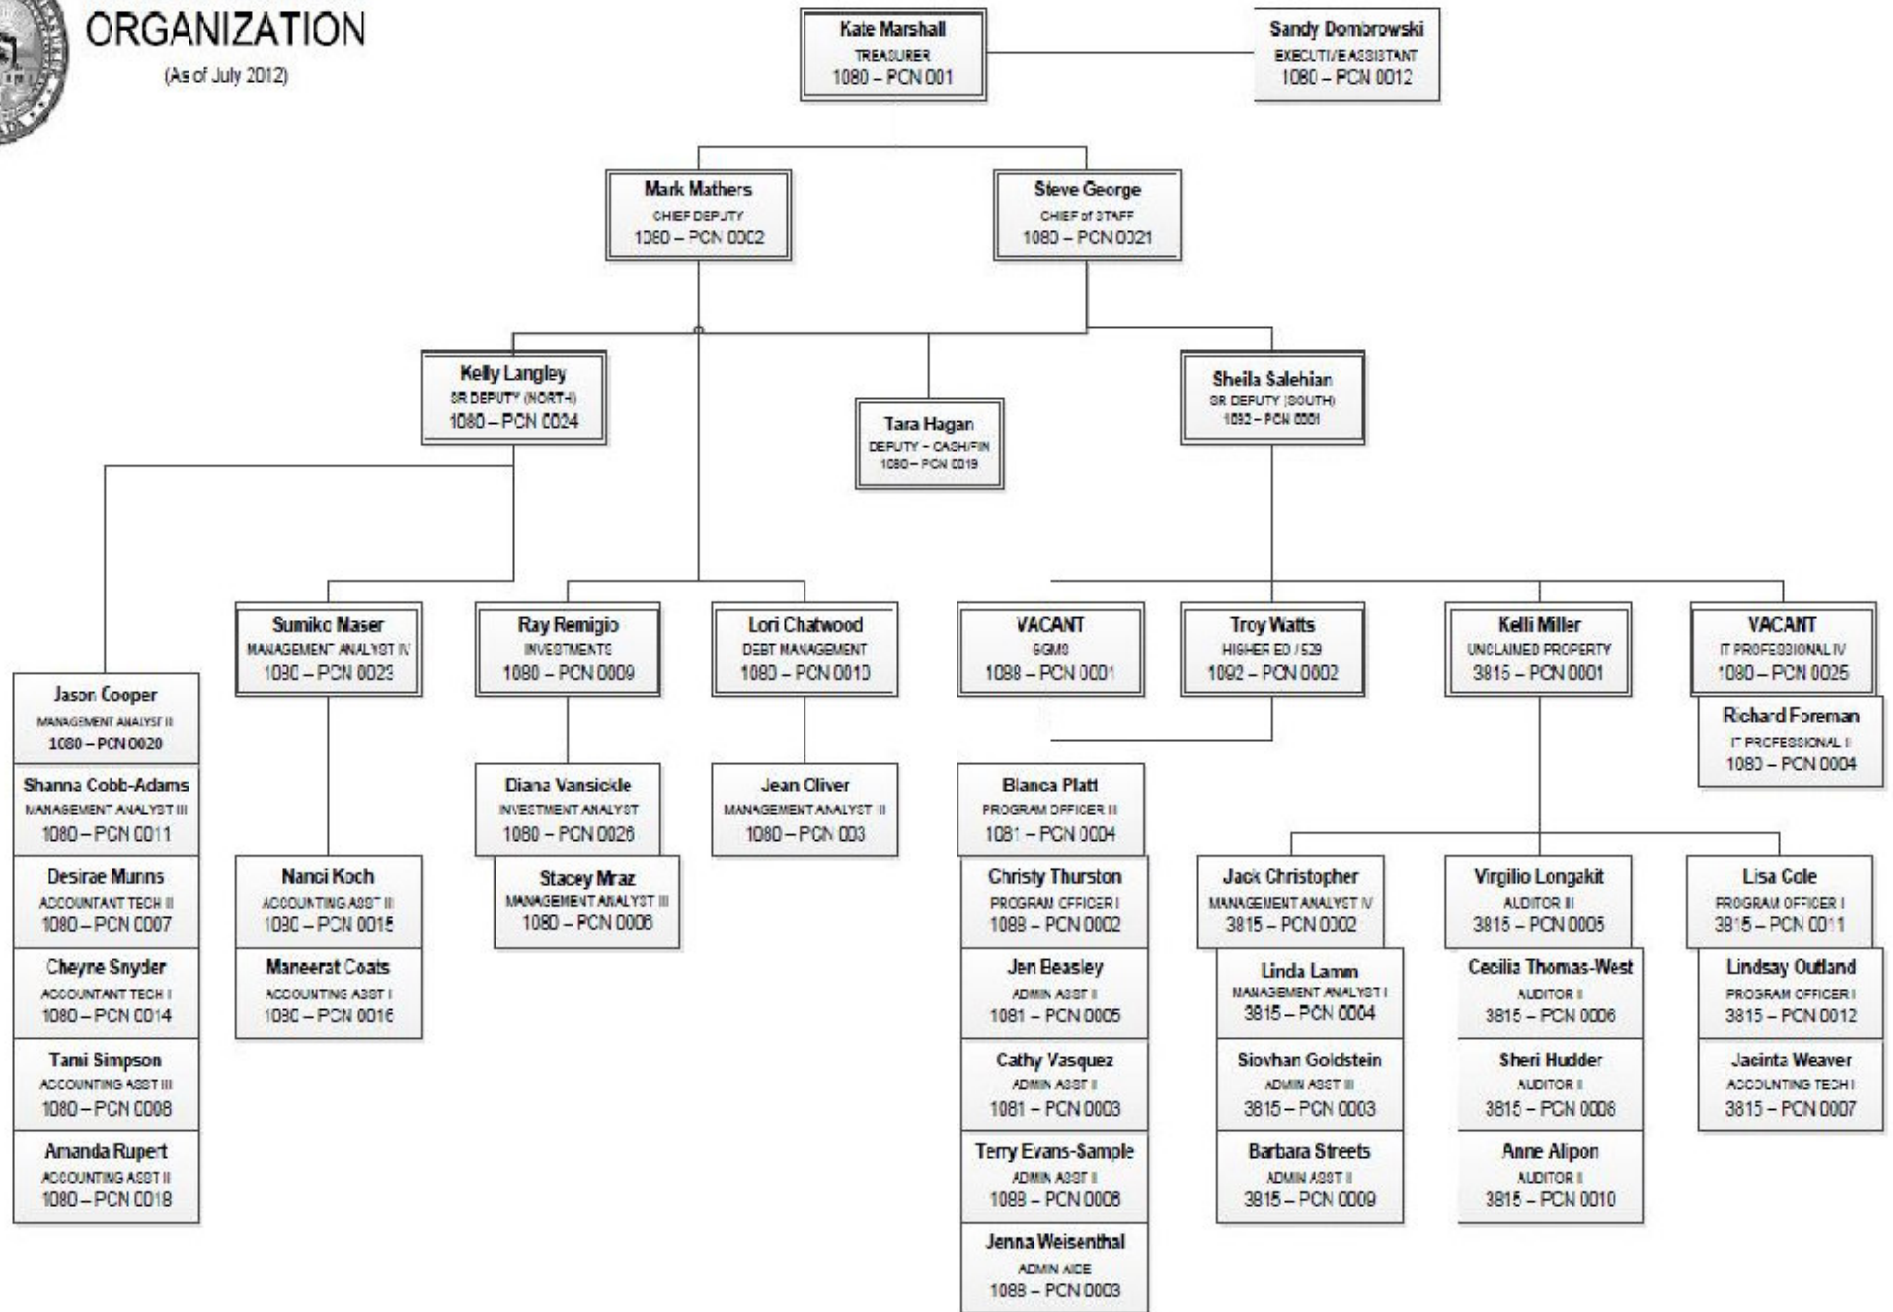 ORGANIZATION
(As of July 2012)
Kate Marshall
TREASURER
1080 – PCN 001
Sandy Dombrowski
EXECUTIVE ASSISTANT
1080 – PCN 0012
Mark Mathers
CHIEF DEPUTY
1080 – PCN 0002
Steve George
CHIEF of STAFF
1080 – PCN 0021
Kelly Langley
SR DEPUTY (NORTH)
1080 – PCN 0024
Tara Hagan
DEPUTY – CASH/FIN
1080 – PCN 0019
Sheila Salehian
SR DEPUTY (SOUTH)
1092 – PCN 0001
Sumiko Maser
MANAGEMENT ANALYST IV
1080 – PCN 0023
Ray Remigio
INVESTMENTS
1080 – PCN 0009
Lori Chatwood
DEBT MANAGEMENT
1080 – PCN 0010
VACANT
GGMS
1088 – PCN 0001
Troy Watts
HIGHER ED / 529
1092 – PCN 0002
Kelli Miller
UNCLAIMED PROPERTY
3815 – PCN 0001
VACANT
IT PROFESSIONAL IV
1080 – PCN 0025
Richard Foreman
IT PROFESSIONAL II
1080 – PCN 0004
Jason Cooper
MANAGEMENT ANALYST III
1080 – PCN 0020
Shanna Cobb-Adams
MANAGEMENT ANALYST III
1080 – PCN 0011
Desirae Munns
ACCOUNTANT TECH II
1080 – PCN 0007
Cheyne Snyder
ACCOUNTANT TECH I
1080 – PCN 0014
Tami Simpson
ACCOUNTING ASST III
1080 – PCN 0008
Amanda Rupert
ACCOUNTING ASST II
1080 – PCN 0018
Nanci Koch
ACCOUNTING ASST III
1080 – PCN 0015
Maneerat Coats
ACCOUNTING ASST I
1080 – PCN 0016
Diana Vansickle
INVESTMENT ANALYST
1080 – PCN 0026
Stacey Mraz
MANAGEMENT ANALYST III
1080 – PCN 0006
Jean Oliver
MANAGEMENT ANALYST II
1080 – PCN 003
Blanca Platt
PROGRAM OFFICER II
1081 – PCN 0004
Christy Thurston
PROGRAM OFFICER I
1088 – PCN 0002
Jen Beasley
ADMIN ASST II
1081 – PCN 0005
Cathy Vasquez
ADMIN ASST II
1081 – PCN 0003
Terry Evans-Sample
ADMIN ASST II
1088 – PCN 0006
Jenna Weisenthal
ADMIN AIDE
1088 – PCN 0003
Jack Christopher
MANAGEMENT ANALYST IV
3815 – PCN 0002
Linda Lamm
MANAGEMENT ANALYST I
3815 – PCN 0004
Siovhan Goldstein
ADMIN ASST III
3815 – PCN 0003
Barbara Streets
ADMIN ASST II
3815 – PCN 0009
Virgilio Longakit
AUDITOR III
3815 – PCN 0005
Cecilia Thomas-West
AUDITOR II
3815 – PCN 0006
Sheri Hudder
AUDITOR II
3815 – PCN 0008
Anne Alipon
AUDITOR II
3815 – PCN 0010
Lisa Cole
PROGRAM OFFICER I
3815 – PCN 0011
Lindsay Outland
PROGRAM OFFICER I
3815 – PCN 0012
Jacinta Weaver
ACCOUNTING TECH I
3815 – PCN 0007